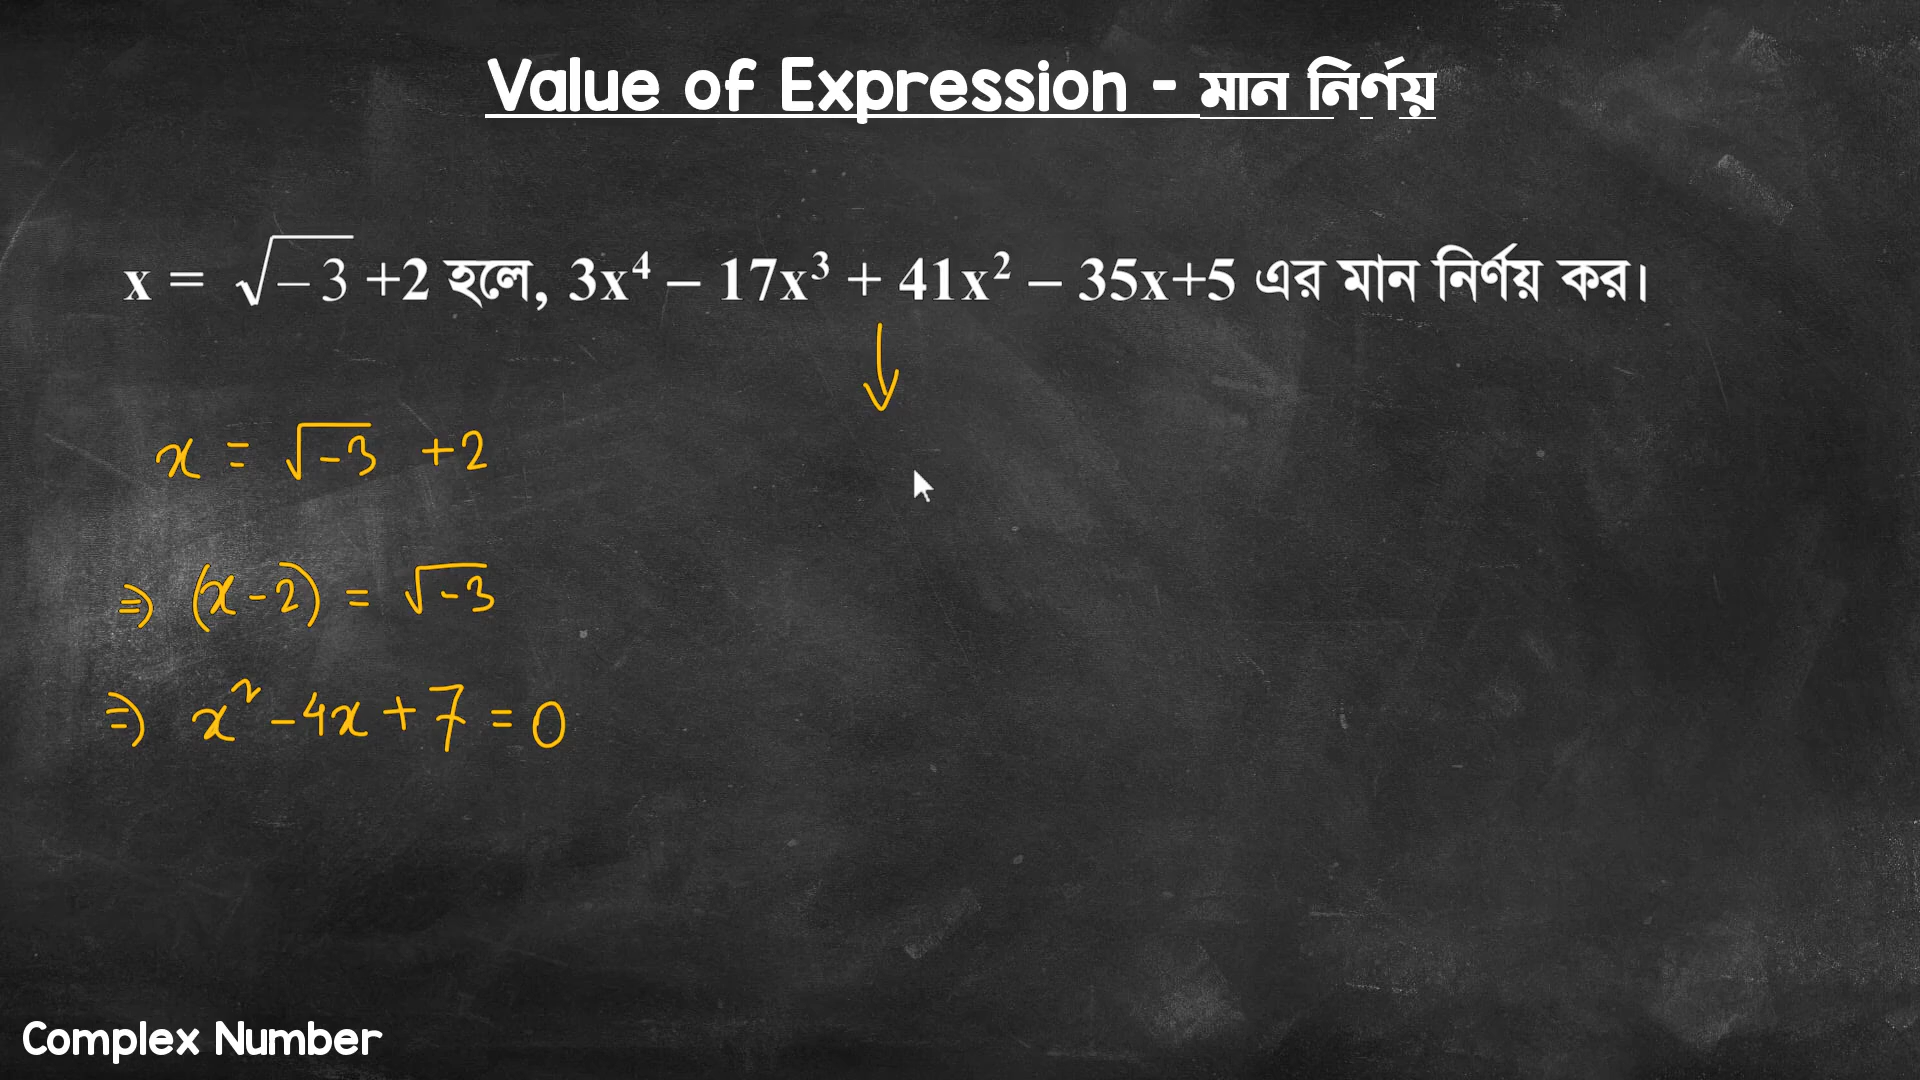 Value of Expression - মান নির্ণয়
x = √-3 +2 হলে, 3x⁴ – 17x³ + 41x² – 35x+5 এর মান নির্ণয় কর।
x = √-3 +2
⇒ (x-2) = √-3
⇒ x² -4x + 7 = 0
Complex Number